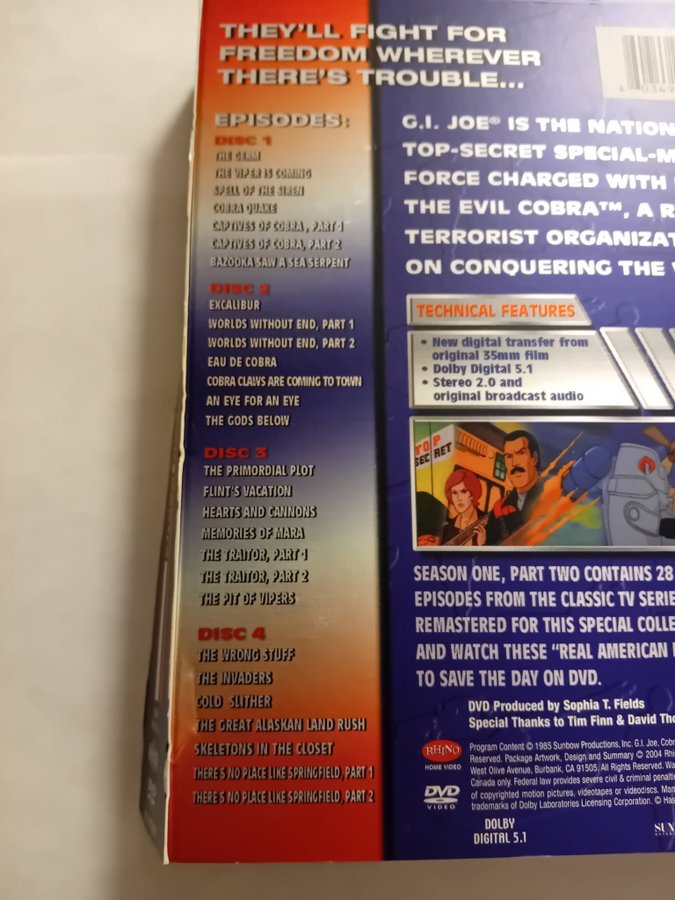 THEY'LL FIGHT FOR
FREEDOM WHEREVER
THERE'S TROUBLE...
EPISODES:
DISC 1
THE GERM
THE VIPER IS COMING
SPELL OF THE SIREN
COBRA QUAKE
CAPTIVES OF COBRA, PART 1
CAPTIVES OF COBRA, PART 2
BAZOOKA SAW A SEA SERPENT
DISC 2
EXCALIBUR
WORLDS WITHOUT END, PART 1
WORLDS WITHOUT END, PART 2
EAU DE COBRA
COBRA CLAWS ARE COMING TO TOWN
AN EYE FOR AN EYE
THE GODS BELOW
DISC 3
THE PRIMORDIAL PLOT
FLINT'S VACATION
HEARTS AND CANNONS
MEMORIES OF MARA
THE TRAITOR, PART 1
THE TRAITOR, PART 2
THE PIT OF VIPERS
DISC 4
THE WRONG STUFF
THE INVADERS
COLD SLITHER
THE GREAT ALASKAN LAND RUSH
SKELETONS IN THE CLOSET
THERE'S NO PLACE LIKE SPRINGFIELD, PART 1
THERE'S NO PLACE LIKE SPRINGFIELD, PART 2
G.I. JOE® IS THE NATION
TOP-SECRET SPECIAL-M
FORCE CHARGED WITH
THE EVIL COBRA™, A R
TERRORIST ORGANIZAT
ON CONQUERING THE
TECHNICAL FEATURES
• New digital transfer from
original 35mm film
• Dolby Digital 5.1
• Stereo 2.0 and
original broadcast audio
TOP
SECRET
SEASON ONE, PART TWO CONTAINS 28
EPISODES FROM THE CLASSIC TV SERIE
REMASTERED FOR THIS SPECIAL COLLE
AND WATCH THESE "REAL AMERICAN
TO SAVE THE DAY ON DVD.
DVD Produced by Sophia T. Fields
Special Thanks to Tim Finn & David Tho
RHINO
HOME VIDEO
DVD
VIDEO
Program Content © 1985 Sunbow Productions, Inc. G.I. Joe, Cobr
Reserved. Package Artwork, Design and Summary © 2004 Rhi
West Olive Avenue, Burbank, CA 91505. All Rights Reserved. Wa
Canada only. Federal law provides severe civil & criminal penalti
of copyrighted motion pictures, videotapes or videodiscs. Man
trademarks of Dolby Laboratories Licensing Corporation. © Has
DOLBY
DIGITAL 5.1
SUN